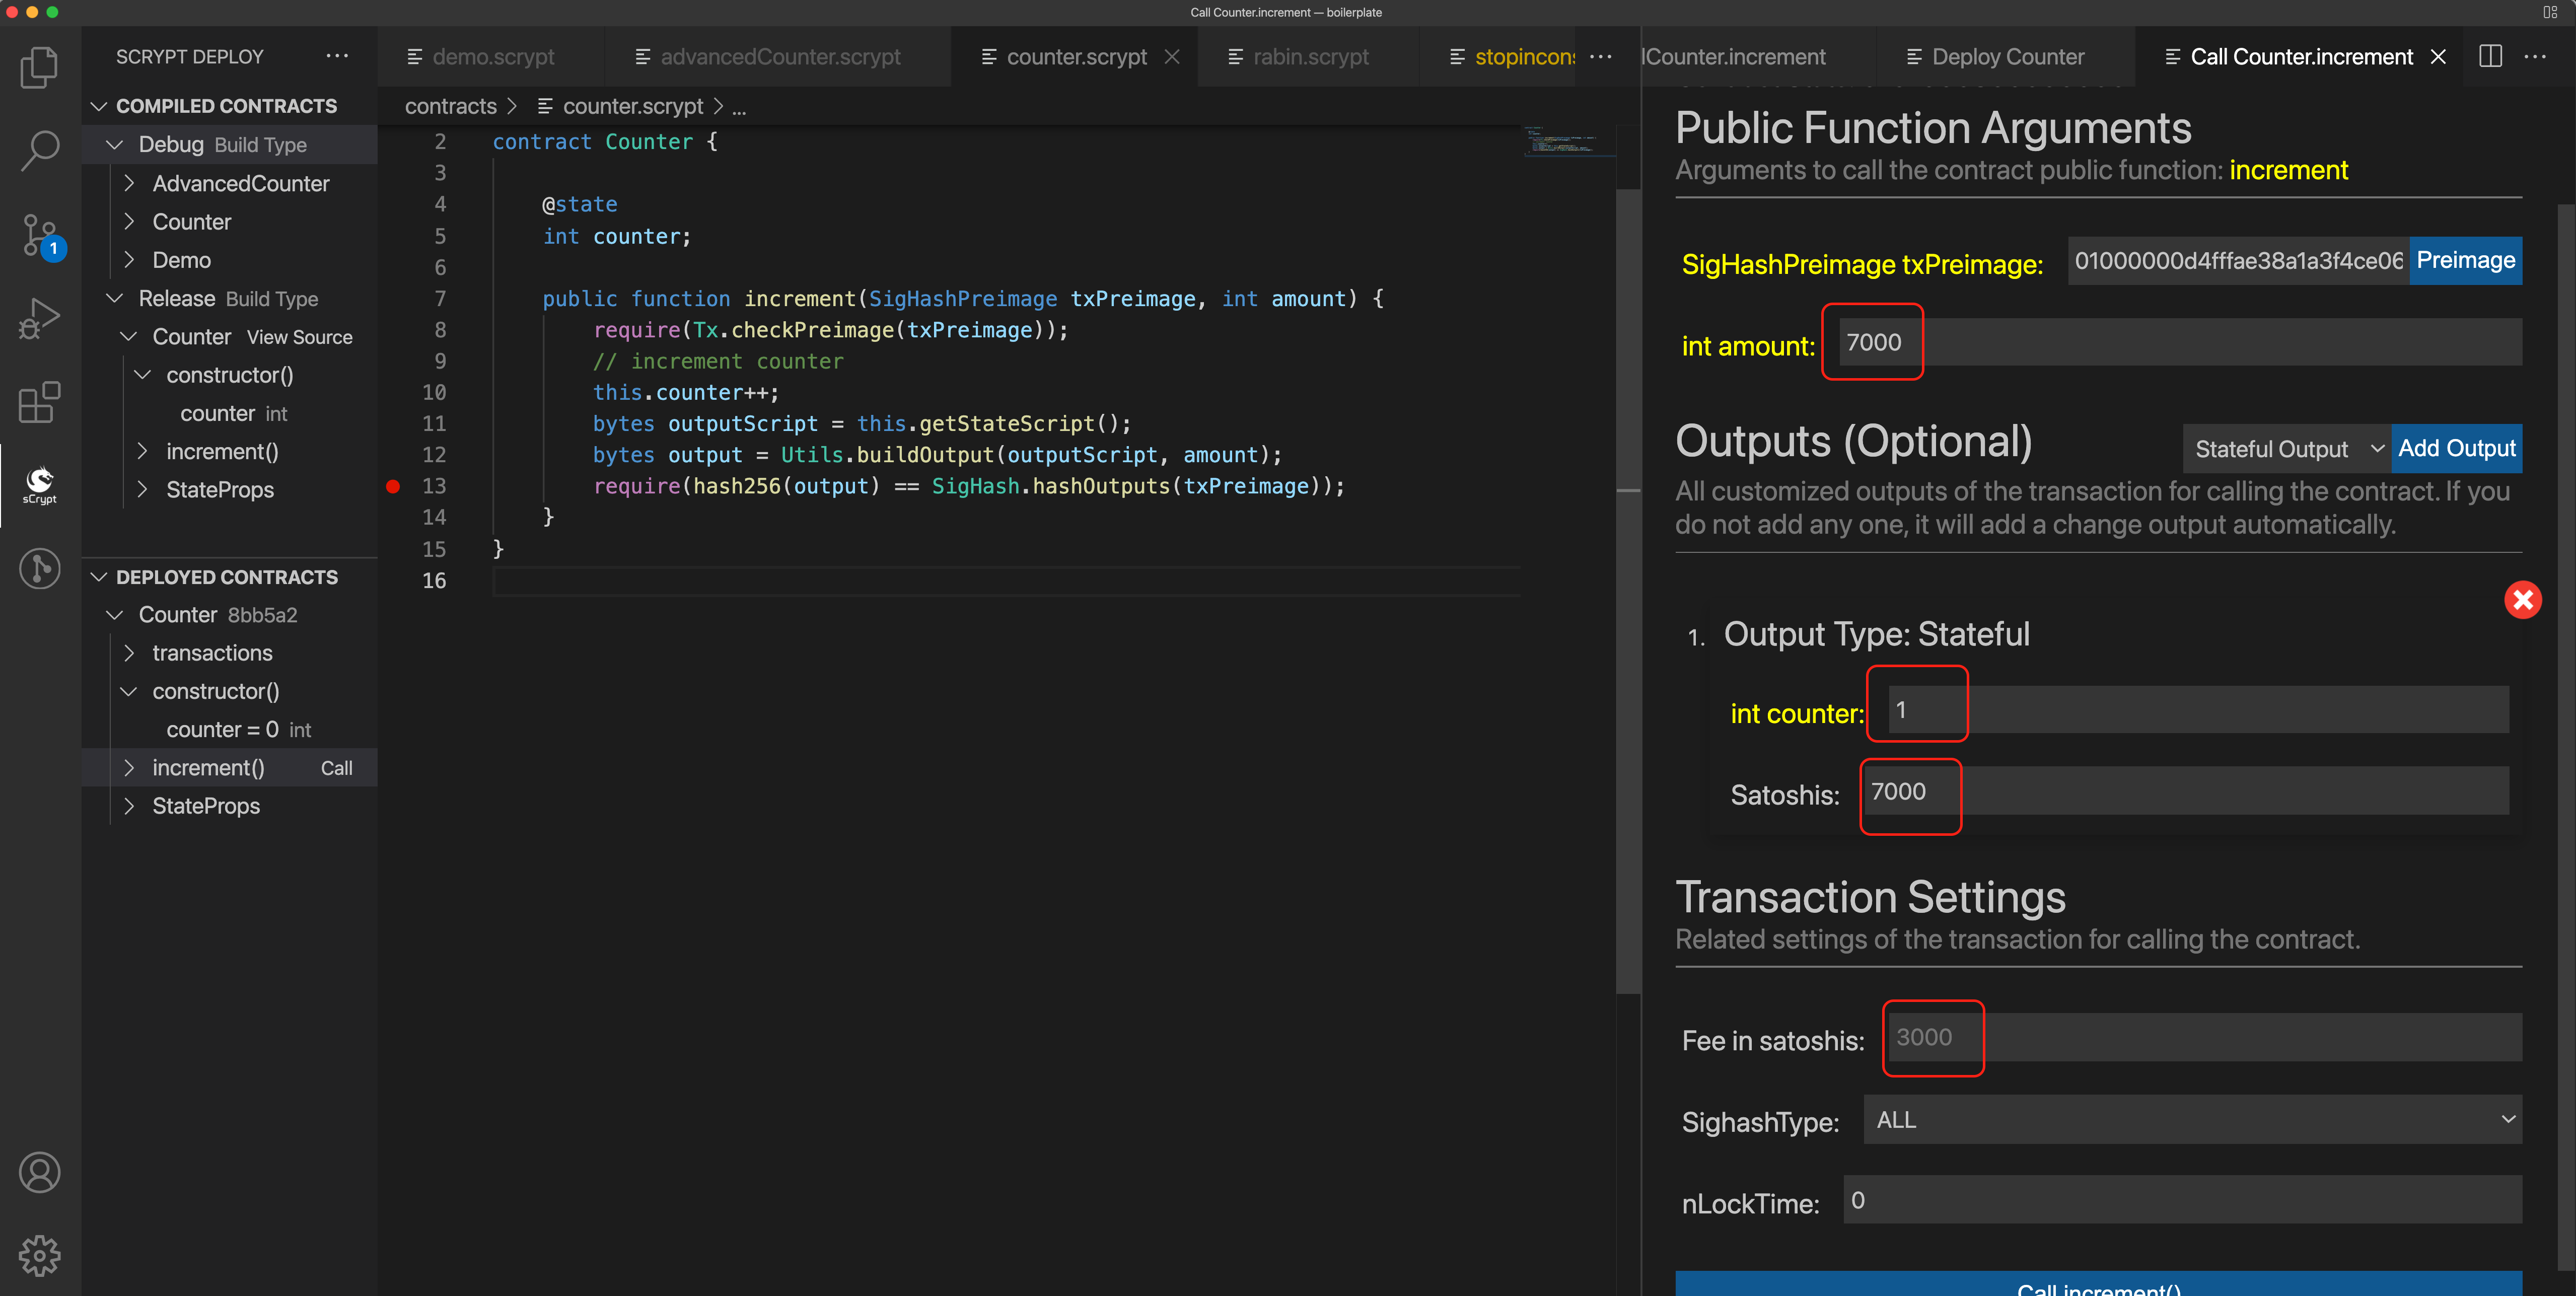 Call Counter.increment — boilerplate
SCRYPT DEPLOY ···
COMPILED CONTRACTS
Debug Build Type
AdvancedCounter
Counter
Demo
Release Build Type
Counter View Source
constructor()
counter int
increment()
StateProps
DEPLOYED CONTRACTS
Counter 8bb5a2
transactions
constructor()
counter = 0 int
increment() Call
StateProps
1
sCrypt
demo.scrypt advancedCounter.scrypt counter.scrypt rabin.scrypt stopincons ···
contracts > counter.scrypt > ...
2 contract Counter {
3
4 @state
5 int counter;
6
7 public function increment(SigHashPreimage txPreimage, int amount) {
8 require(Tx.checkPreimage(txPreimage));
9 // increment counter
10 this.counter++;
11 bytes outputScript = this.getStateScript();
12 bytes output = Utils.buildOutput(outputScript, amount);
13 require(hash256(output) == SigHash.hashOutputs(txPreimage));
14 }
15 }
16
lCounter.increment Deploy Counter Call Counter.increment ···
Public Function Arguments
Arguments to call the contract public function: increment
SigHashPreimage txPreimage: 01000000d4fffae38a1a3f4ce06 Preimage
int amount: 7000
Outputs (Optional) Stateful Output Add Output
All customized outputs of the transaction for calling the contract. If you
do not add any one, it will add a change output automatically.
1. Output Type: Stateful
int counter: 1
Satoshis: 7000
Transaction Settings
Related settings of the transaction for calling the contract.
Fee in satoshis: 3000
SighashType: ALL
nLockTime: 0
Call increment()